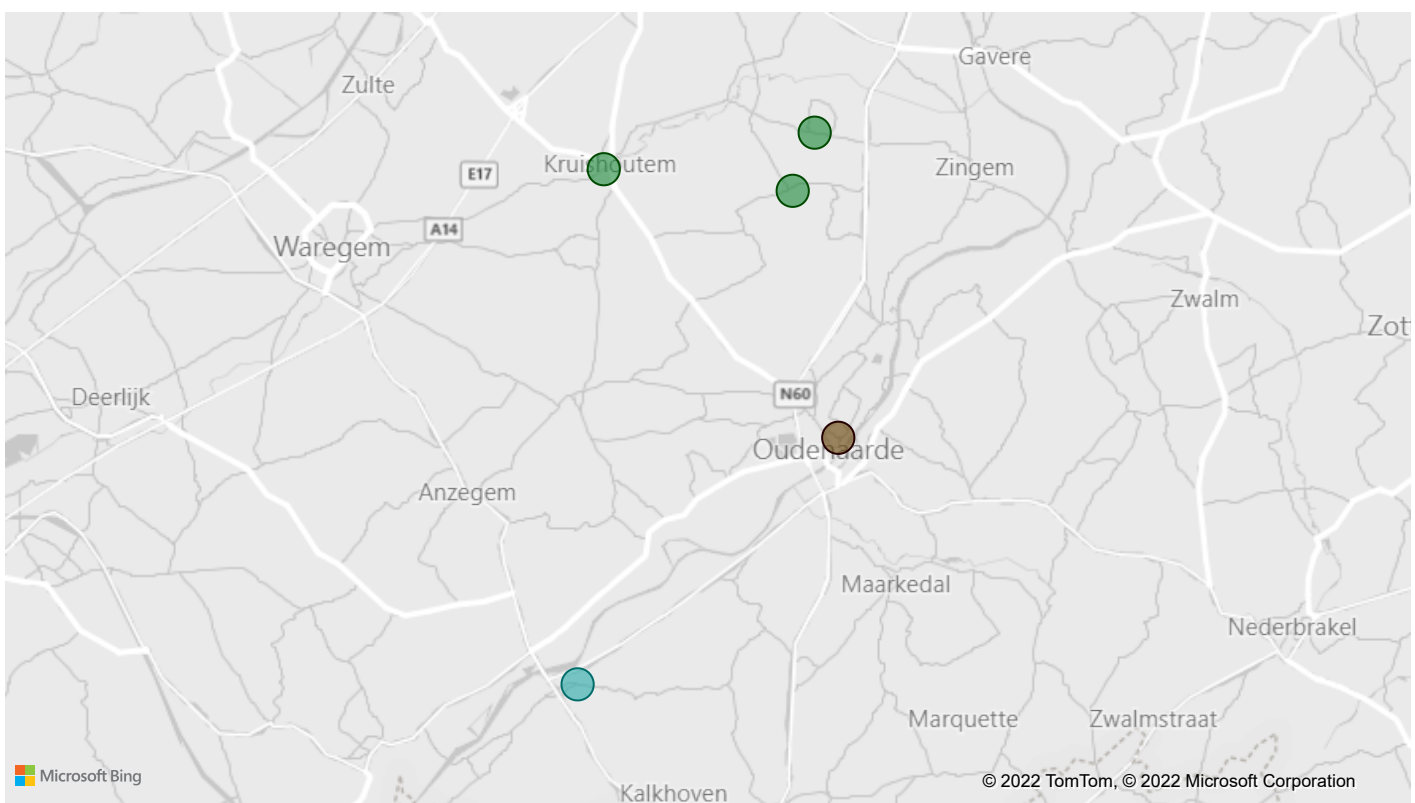 Gavere
Zulte
Kruishoutem
Zingem
E17
A14
Waregem
Zwalm
Zot
Deerlijk
N60
Oudenaarde
Anzegem
Maarkedal
Nederbrakel
Marquette
Zwalmstraat
Microsoft Bing
© 2022 TomTom, © 2022 Microsoft Corporation
Kalkhoven